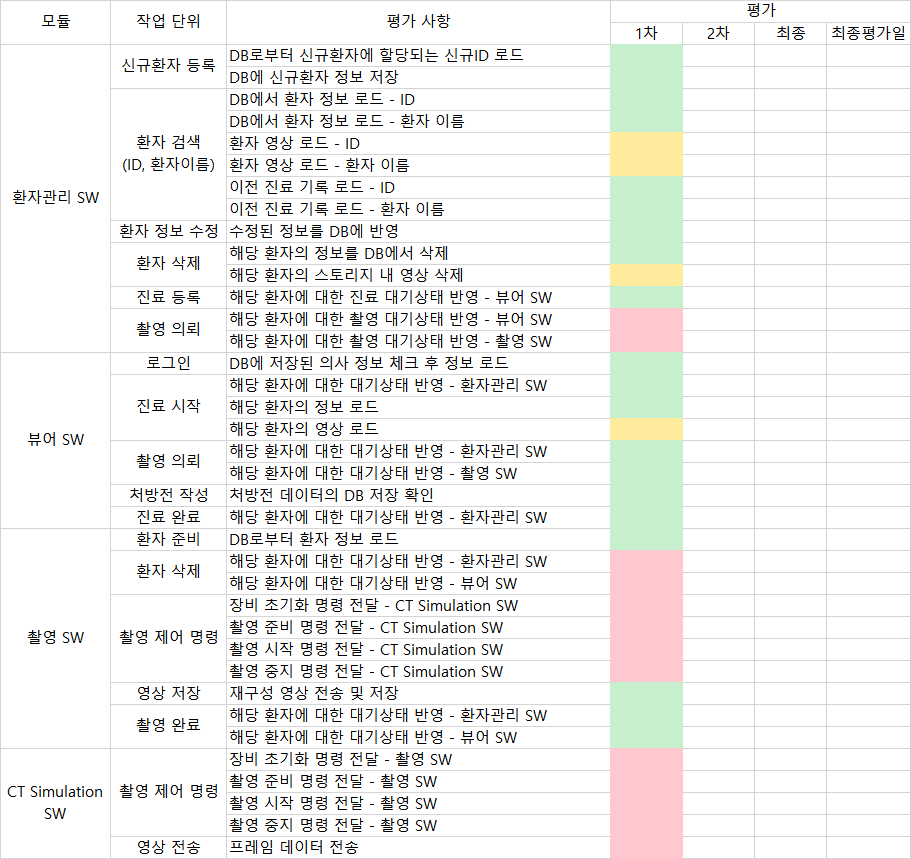 모듈 작업 단위 평가 사항 평가
1차 2차 최종 최종평가일
환자관리 SW
신규환자 등록
DB로부터 신규환자에 할당되는 신규ID 로드
DB에 신규환자 정보 저장
환자 검색
(ID, 환자이름)
DB에서 환자 정보 로드 - ID
DB에서 환자 정보 로드 - 환자 이름
환자 영상 로드 - ID
환자 영상 로드 - 환자 이름
이전 진료 기록 로드 - ID
이전 진료 기록 로드 - 환자 이름
환자 정보 수정 수정된 정보를 DB에 반영
환자 삭제
해당 환자의 정보를 DB에서 삭제
해당 환자의 스토리지 내 영상 삭제
진료 등록 해당 환자에 대한 진료 대기상태 반영 - 뷰어 SW
촬영 의뢰
해당 환자에 대한 촬영 대기상태 반영 - 뷰어 SW
해당 환자에 대한 촬영 대기상태 반영 - 촬영 SW
뷰어 SW
로그인 DB에 저장된 의사 정보 체크 후 정보 로드
진료 시작
해당 환자에 대한 대기상태 반영 - 환자관리 SW
해당 환자의 정보 로드
해당 환자의 영상 로드
촬영 의뢰
해당 환자에 대한 대기상태 반영 - 환자관리 SW
해당 환자에 대한 대기상태 반영 - 촬영 SW
처방전 작성 처방전 데이터의 DB 저장 확인
진료 완료 해당 환자에 대한 대기상태 반영 - 환자관리 SW
촬영 SW
환자 준비 DB로부터 환자 정보 로드
환자 삭제
해당 환자에 대한 대기상태 반영 - 환자관리 SW
해당 환자에 대한 대기상태 반영 - 뷰어 SW
촬영 제어 명령
장비 초기화 명령 전달 - CT Simulation SW
촬영 준비 명령 전달 - CT Simulation SW
촬영 시작 명령 전달 - CT Simulation SW
촬영 중지 명령 전달 - CT Simulation SW
영상 저장 재구성 영상 전송 및 저장
촬영 완료
해당 환자에 대한 대기상태 반영 - 환자관리 SW
해당 환자에 대한 대기상태 반영 - 뷰어 SW
CT Simulation
SW
촬영 제어 명령
장비 초기화 명령 전달 - 촬영 SW
촬영 준비 명령 전달 - 촬영 SW
촬영 시작 명령 전달 - 촬영 SW
촬영 중지 명령 전달 - 촬영 SW
영상 전송 프레임 데이터 전송